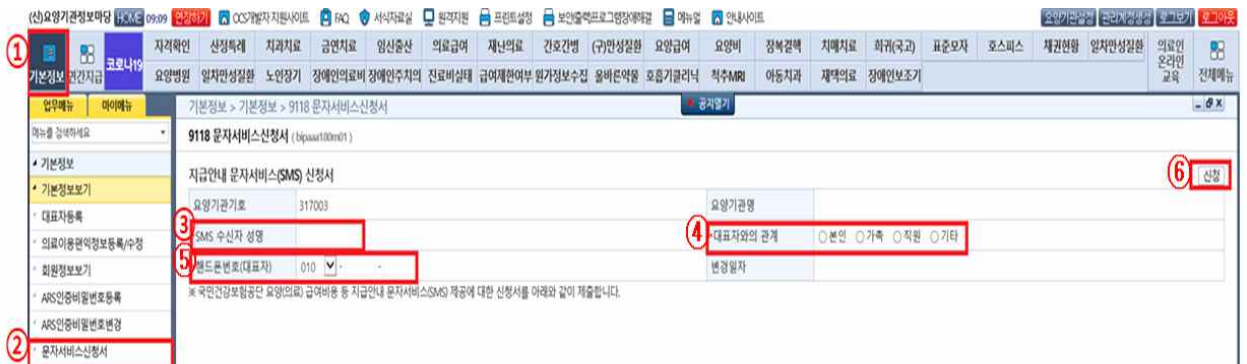 (신)요양기관정보마당 HOME 09:09 연장하기 OCS개발자 지원사이트 FAQ 서식자료실 원격지원 프린트설정 보안/출력프로그램장애해결 매뉴얼 안내사이트 요양기관설정 관리계정생성 로그보기 로그아웃
① 기본정보 연간지급 코로나19 자격확인 산정특례 치과치료 금연치료 임신출산 의료급여 재난의료 간호간병 (구)만성질환 요양급여 요양비 장복결핵 치매치료 희귀(국고) 표준모자 호스피스 채권현황 일차만성질환 의료인 온라인 교육 전체메뉴
요양병원 일차만성질환 노인장기 장애인의료비 장애인주치의 진료비실태 급여제한여부 원가정보수집 올바른약물 호흡기클리닉 척추MRI 아동치과 재택의료 장애인보조기
업무메뉴 마이메뉴 기본정보 > 기본정보 > 9118 문자서비스신청서 공지열기
메뉴를 검색하세요 9118 문자서비스신청서 ( bipaaa180m01 )
기본정보
기본정보보기
대표자등록
의료이용편익정보등록/수정
회원정보보기
ARS인증비밀번호등록
ARS인증비밀번호변경
② 문자서비스신청서
지급안내 문자서비스(SMS) 신청서 ⑥ 신청
요양기관기호 317003 요양기관명
③ SMS 수신자 성명 ④ 대표자와의 관계 본인 가족 직원 기타
⑤ 핸드폰번호(대표자) 010 - - 변경일자
※ 국민건강보험공단 요양(의료) 급여비용 등 지급안내 문자서비스(SMS) 제공에 대한 신청서를 아래와 같이 제출합니다.